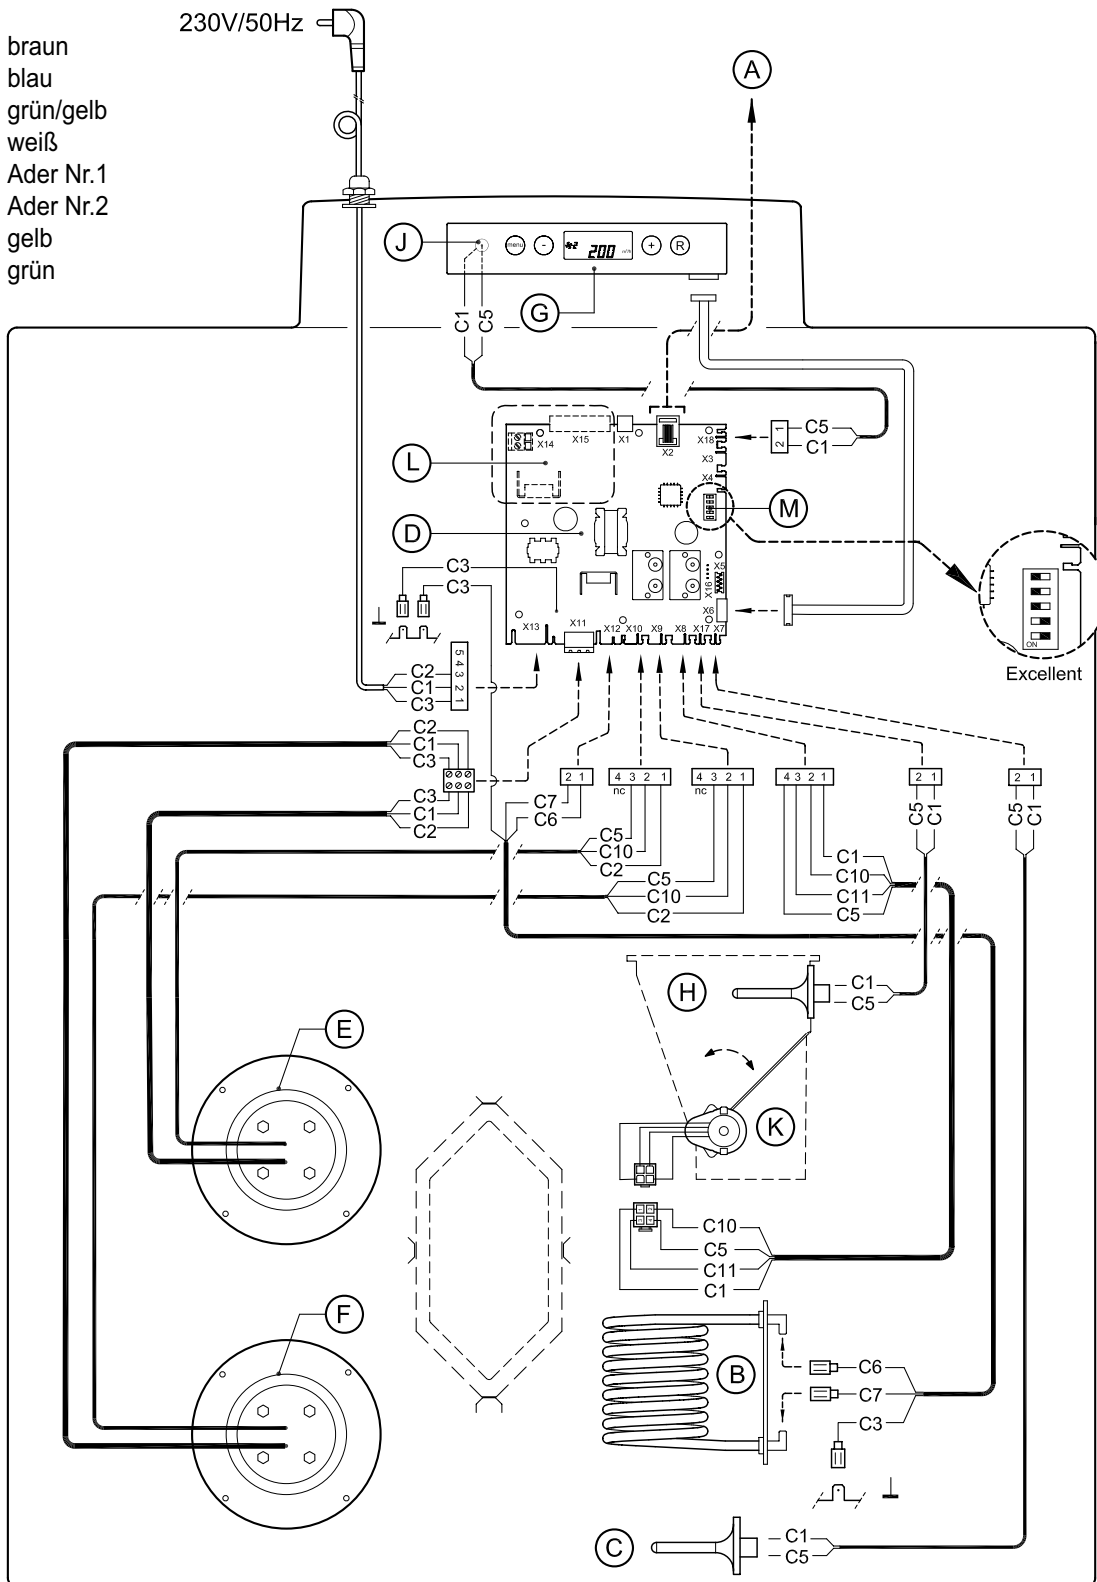 230V/50Hz
braun
blau
grün/gelb
weiß
Ader Nr.1
Ader Nr.2
gelb
grün
A
J
menu
-
200
+
R
G
C1
C5
X14
X15
X1
X2
X18
X3
X4
1
2
C5
C1
L
M
D
C3
C3
X5
X16
X6
X13
X11
X12
X10
X9
X8
X17
X7
ON
Excellent
C2
C1
C3
5 4 3 2 1
C2
C1
C3
C3
C1
C2
2 1
4 3 2 1
nc
4 3 2 1
nc
4 3 2 1
2 1
2 1
C7
C6
C5
C10
C2
C5
C10
C2
C1
C10
C11
C5
C5
C1
C5
C1
H
C1
C5
E
K
C10
C5
C11
C1
F
B
C6
C7
C3
C
C1
C5